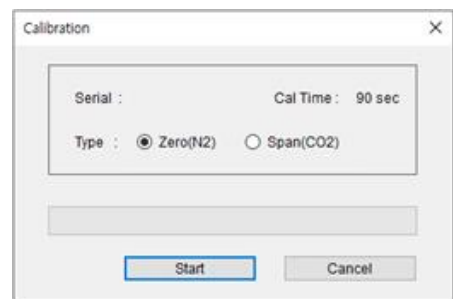 Calibration
Serial : Cal Time : 90 sec
Type : Zero(N2) Span(CO2)
Start Cancel